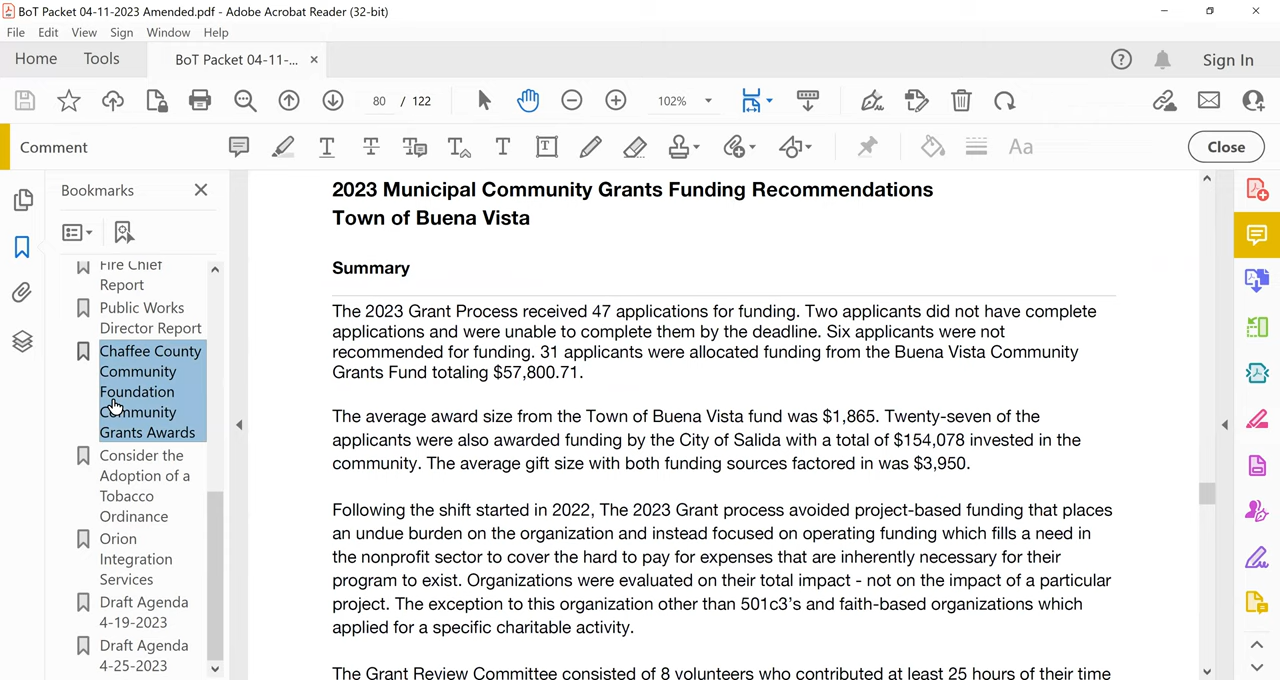 BoT Packet 04-11-2023 Amended.pdf - Adobe Acrobat Reader (32-bit)
File Edit View Sign Window Help
Home Tools BoT Packet 04-11-... × Sign In
80 / 122 102%
Comment Close
Bookmarks
Fire Chief
Report
Public Works
Director Report
Chaffee County
Community
Foundation
Community
Grants Awards
Consider the
Adoption of a
Tobacco
Ordinance
Orion
Integration
Services
Draft Agenda
4-19-2023
Draft Agenda
4-25-2023
2023 Municipal Community Grants Funding Recommendations
Town of Buena Vista
Summary
The 2023 Grant Process received 47 applications for funding. Two applicants did not have complete
applications and were unable to complete them by the deadline. Six applicants were not
recommended for funding. 31 applicants were allocated funding from the Buena Vista Community
Grants Fund totaling $57,800.71.
The average award size from the Town of Buena Vista fund was $1,865. Twenty-seven of the
applicants were also awarded funding by the City of Salida with a total of $154,078 invested in the
community. The average gift size with both funding sources factored in was $3,950.
Following the shift started in 2022, The 2023 Grant process avoided project-based funding that places
an undue burden on the organization and instead focused on operating funding which fills a need in
the nonprofit sector to cover the hard to pay for expenses that are inherently necessary for their
program to exist. Organizations were evaluated on their total impact - not on the impact of a particular
project. The exception to this organization other than 501c3's and faith-based organizations which
applied for a specific charitable activity.
The Grant Review Committee consisted of 8 volunteers who contributed at least 25 hours of their time